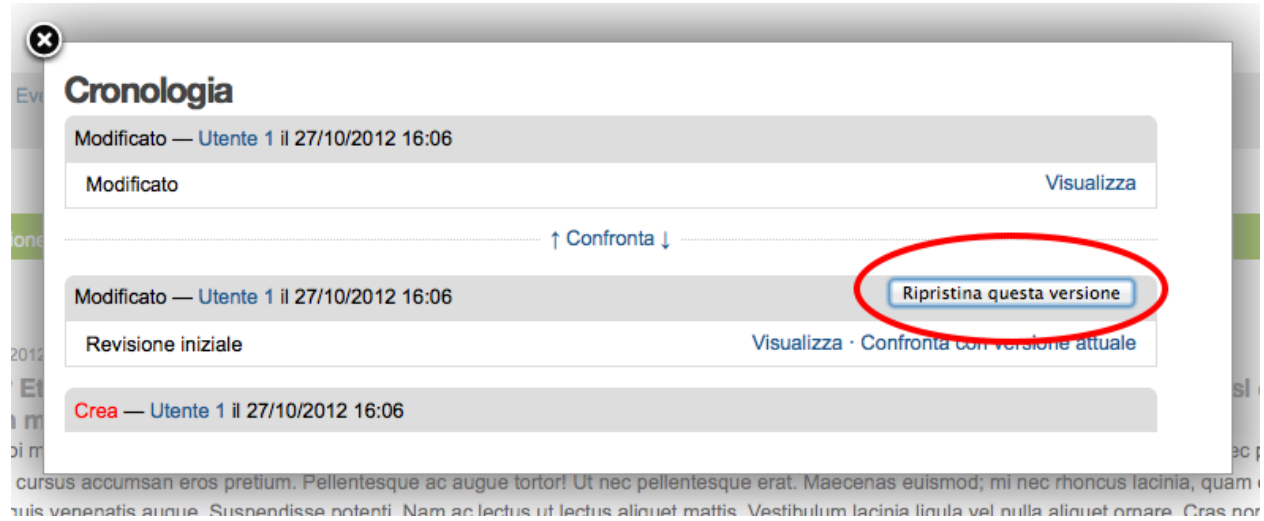 Cronologia
Modificato — Utente 1 il 27/10/2012 16:06
Modificato Visualizza
↑ Confronta ↓
Modificato — Utente 1 il 27/10/2012 16:06 Ripristina questa versione
Revisione iniziale Visualizza · Confronta con versione attuale
Crea — Utente 1 il 27/10/2012 16:06
cursus accumsan eros pretium. Pellentesque ac augue tortor! Ut nec pellentesque erat. Maecenas euismod; mi nec rhoncus lacinia, quam
venenatis augue. Suspendisse potenti. Nam ac lectus ut lectus aliquet mattis. Vestibulum lacinia ligula vel nulla aliquet ornare. Cras